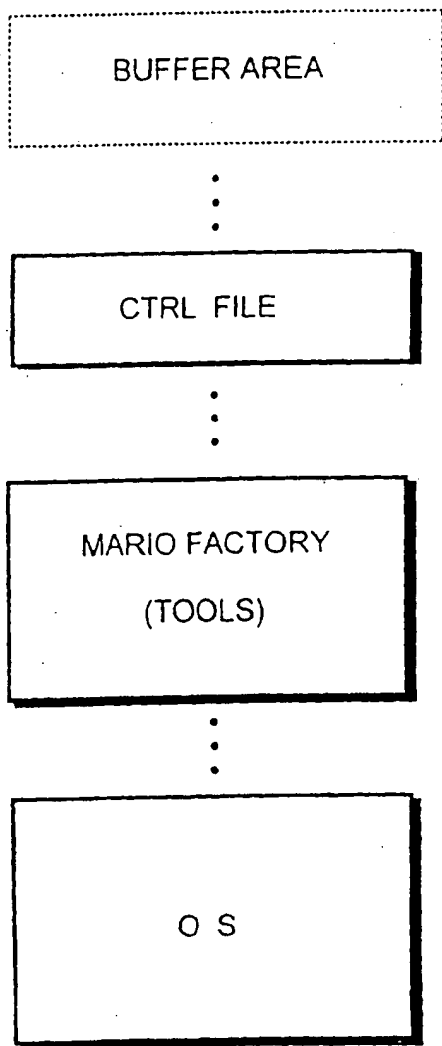 BUFFER AREA
CTRL FILE
MARIO FACTORY
(TOOLS)
O S